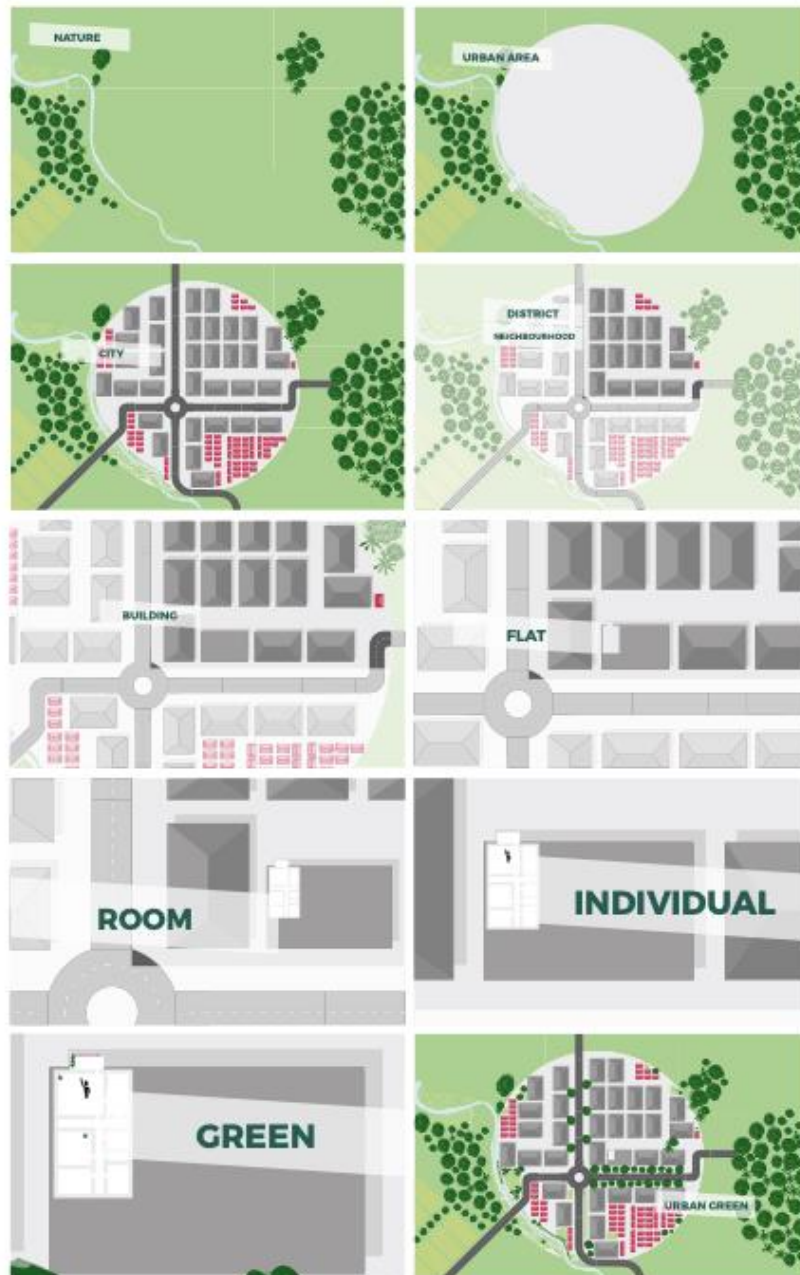 NATURE
URBAN AREA
CITY
DISTRICT
NEIGHBOURHOOD
BUILDING
FLAT
ROOM
INDIVIDUAL
GREEN
URBAN GREEN